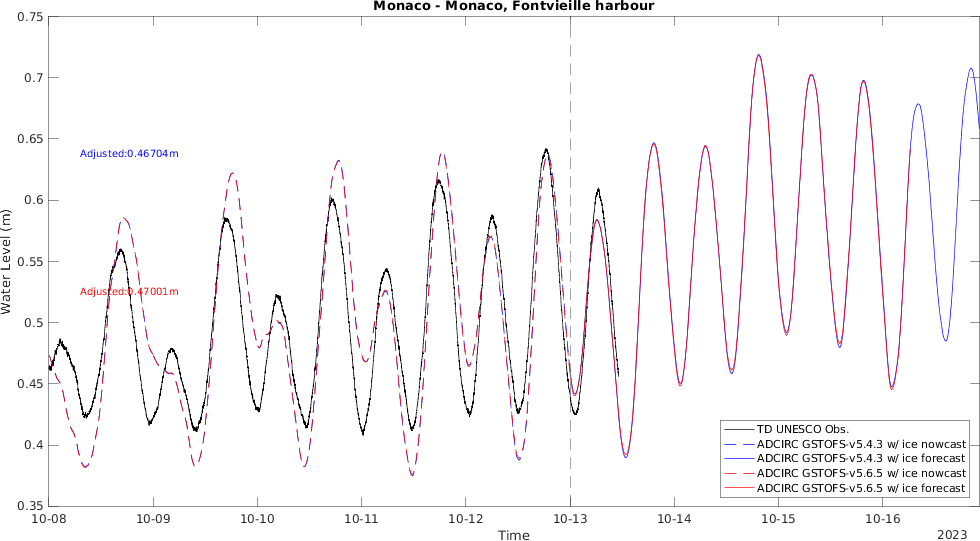 Monaco - Monaco, Fontvieille harbour
0.75
0.7
0.65
0.6
0.55
0.5
0.45
0.4
0.35
Water Level (m)
Adjusted:0.46704m
Adjusted:0.47001m
TD UNESCO Obs.
ADCIRC GSTOFS-v5.4.3 w/ ice nowcast
ADCIRC GSTOFS-v5.4.3 w/ ice forecast
ADCIRC GSTOFS-v5.6.5 w/ ice nowcast
ADCIRC GSTOFS-v5.6.5 w/ ice forecast
10-08 10-09 10-10 10-11 10-12 10-13 10-14 10-15 10-16
Time
2023